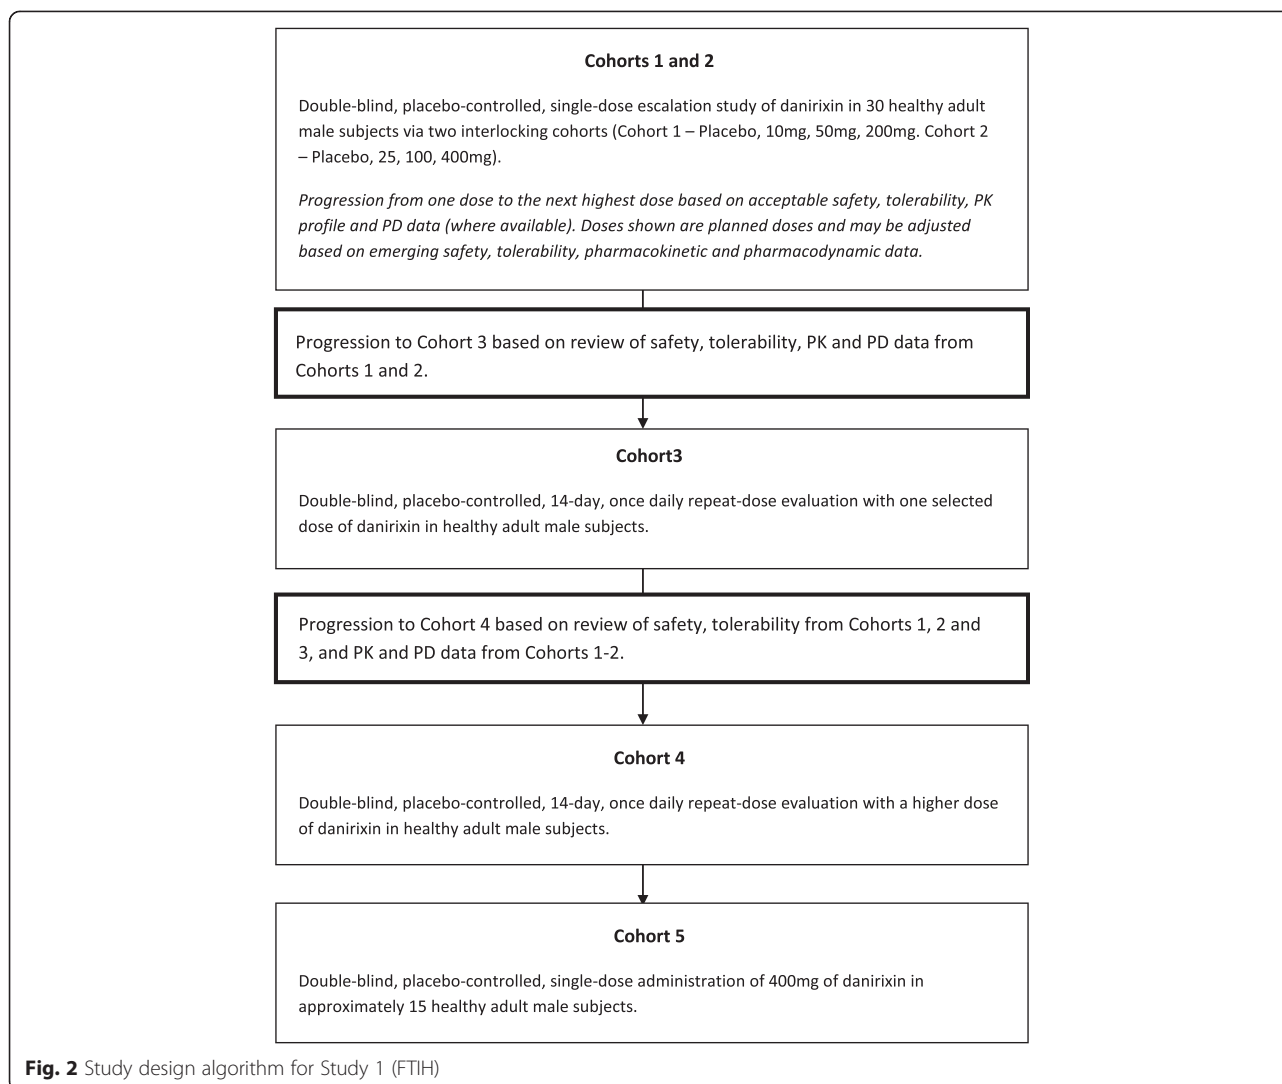 Cohorts 1 and 2
Double-blind, placebo-controlled, single-dose escalation study of danirixin in 30 healthy adult
male subjects via two interlocking cohorts (Cohort 1 – Placebo, 10mg, 50mg, 200mg. Cohort 2
– Placebo, 25, 100, 400mg).
Progression from one dose to the next highest dose based on acceptable safety, tolerability, PK
profile and PD data (where available). Doses shown are planned doses and may be adjusted
based on emerging safety, tolerability, pharmacokinetic and pharmacodynamic data.
Progression to Cohort 3 based on review of safety, tolerability, PK and PD data from
Cohorts 1 and 2.
Cohort3
Double-blind, placebo-controlled, 14-day, once daily repeat-dose evaluation with one selected
dose of danirixin in healthy adult male subjects.
Progression to Cohort 4 based on review of safety, tolerability from Cohorts 1, 2 and
3, and PK and PD data from Cohorts 1-2.
Cohort 4
Double-blind, placebo-controlled, 14-day, once daily repeat-dose evaluation with a higher dose
of danirixin in healthy adult male subjects.
Cohort 5
Double-blind, placebo-controlled, single-dose administration of 400mg of danirixin in
approximately 15 healthy adult male subjects.
Fig. 2 Study design algorithm for Study 1 (FTIH)